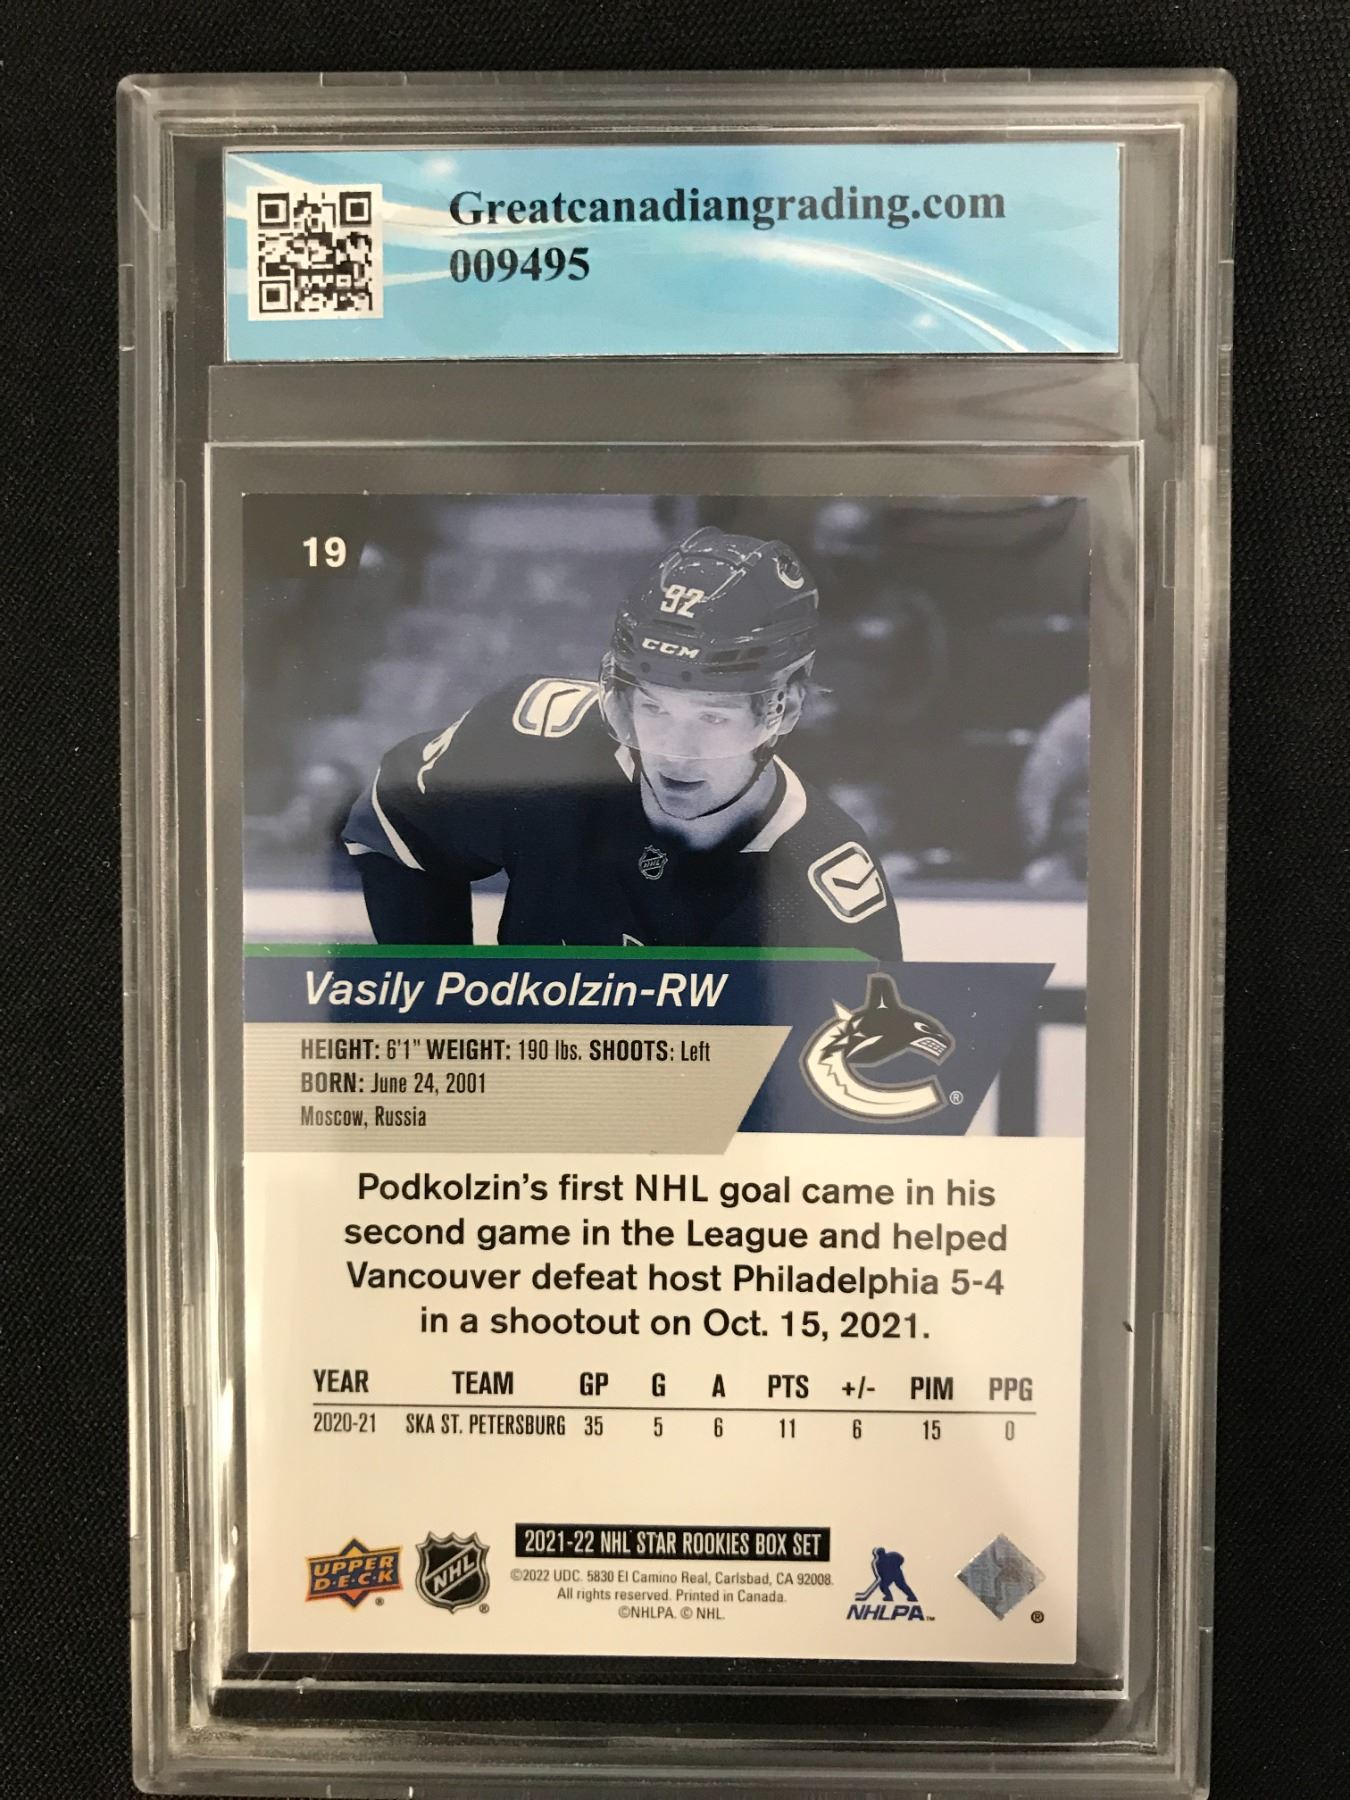 Greatcanadiangrading.com
009495
19
92
CCM
NHL
Vasily Podkolzin-RW
®
HEIGHT: 6'1" WEIGHT: 190 lbs. SHOOTS: Left
BORN: June 24, 2001
Moscow, Russia
Podkolzin's first NHL goal came in his
second game in the League and helped
Vancouver defeat host Philadelphia 5-4
in a shootout on Oct. 15, 2021.
YEAR TEAM GP G A PTS +/- PIM PPG
2020-21 SKA ST. PETERSBURG 35 5 6 11 6 15 0
2021-22 NHL STAR ROOKIES BOX SET
©2022 UDC. 5830 El Camino Real, Carlsbad, CA 92008.
All rights reserved. Printed in Canada.
©NHLPA. © NHL.
UPPER
D·E·C·K
®
NHL
®
NHLPA™
®